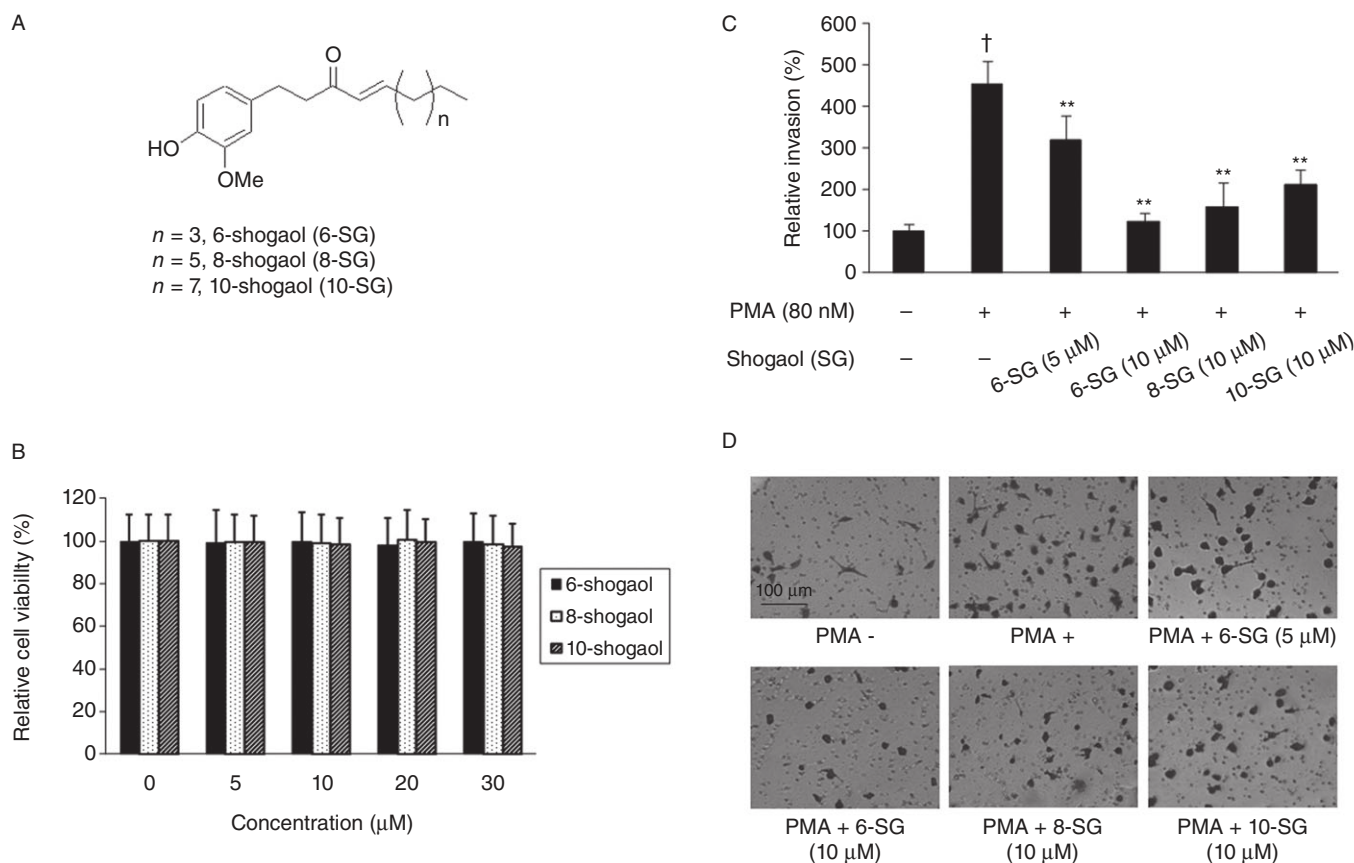 A
O
HO
OMe
n
n = 3, 6-shogaol (6-SG)
n = 5, 8-shogaol (8-SG)
n = 7, 10-shogaol (10-SG)
B
Relative cell viability (%)
120
100
80
60
40
20
0
0 5 10 20 30
Concentration (μM)
6-shogaol
8-shogaol
10-shogaol
C
Relative invasion (%)
600
500
400
300
200
100
0
†
**
**
**
**
PMA (80 nM) – + + + + +
Shogaol (SG) – – 6-SG (5 μM) 6-SG (10 μM) 8-SG (10 μM) 10-SG (10 μM)
D
100 μm
PMA - PMA + PMA + 6-SG (5 μM)
PMA + 6-SG PMA + 8-SG PMA + 10-SG
(10 μM) (10 μM) (10 μM)